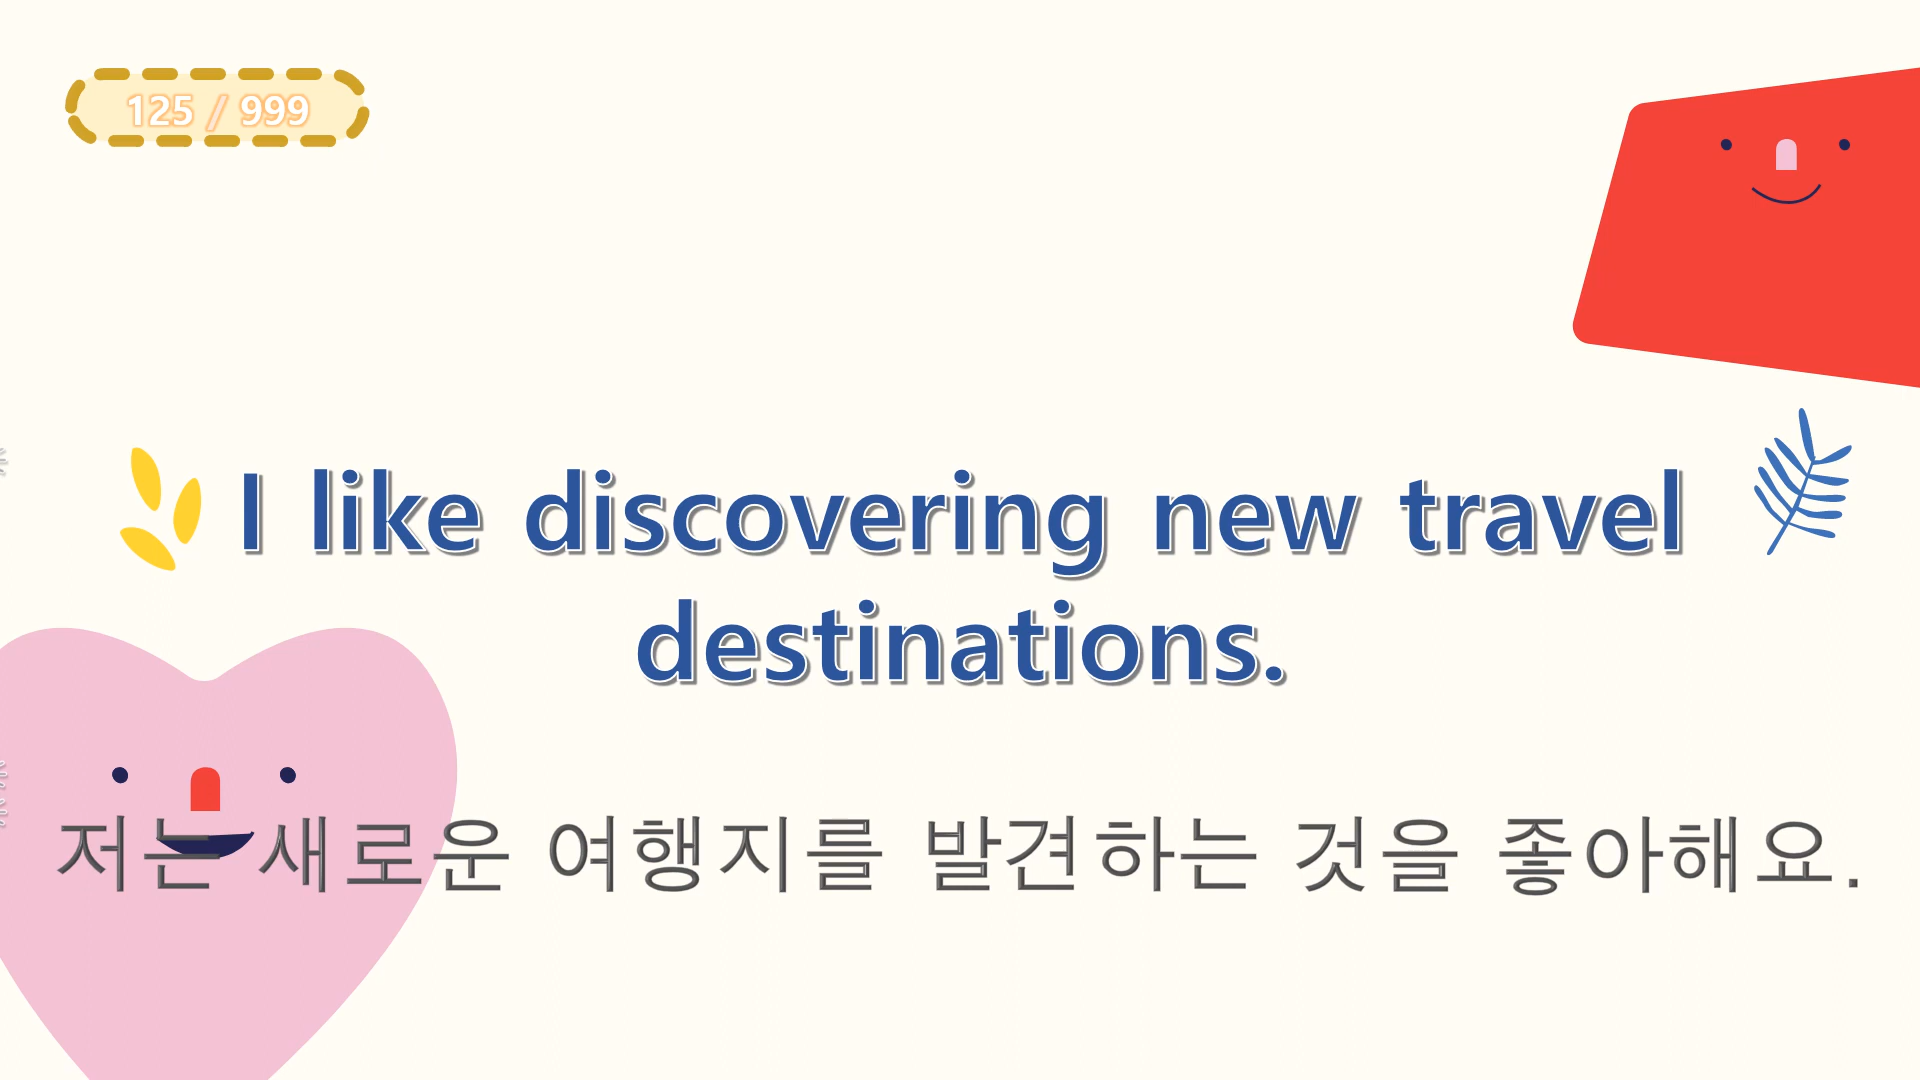 125 / 999
I like discovering new travel
destinations.
저는 새로운 여행지를 발견하는 것을 좋아해요.